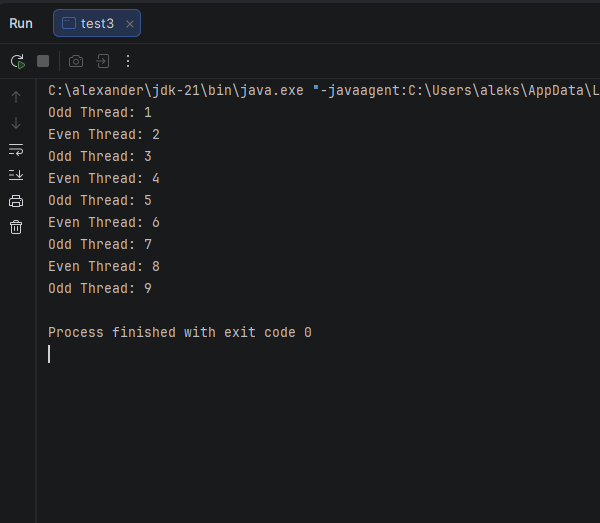 Run test3
C:\alexander\jdk-21\bin\java.exe "-javaagent:C:\Users\aleks\AppData\L
Odd Thread: 1
Even Thread: 2
Odd Thread: 3
Even Thread: 4
Odd Thread: 5
Even Thread: 6
Odd Thread: 7
Even Thread: 8
Odd Thread: 9
Process finished with exit code 0